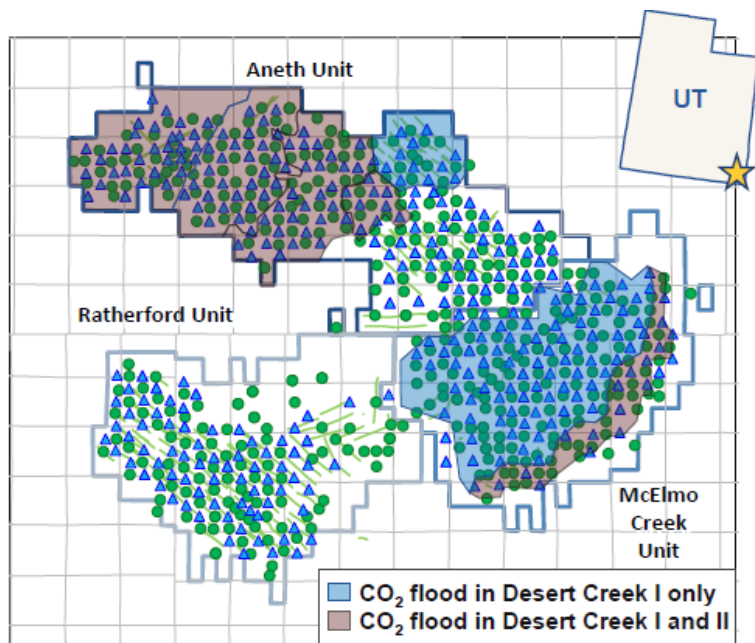 Aneth Unit
UT
Ratherford Unit
McElmo
Creek
Unit
CO₂ flood in Desert Creek I only
CO₂ flood in Desert Creek I and II